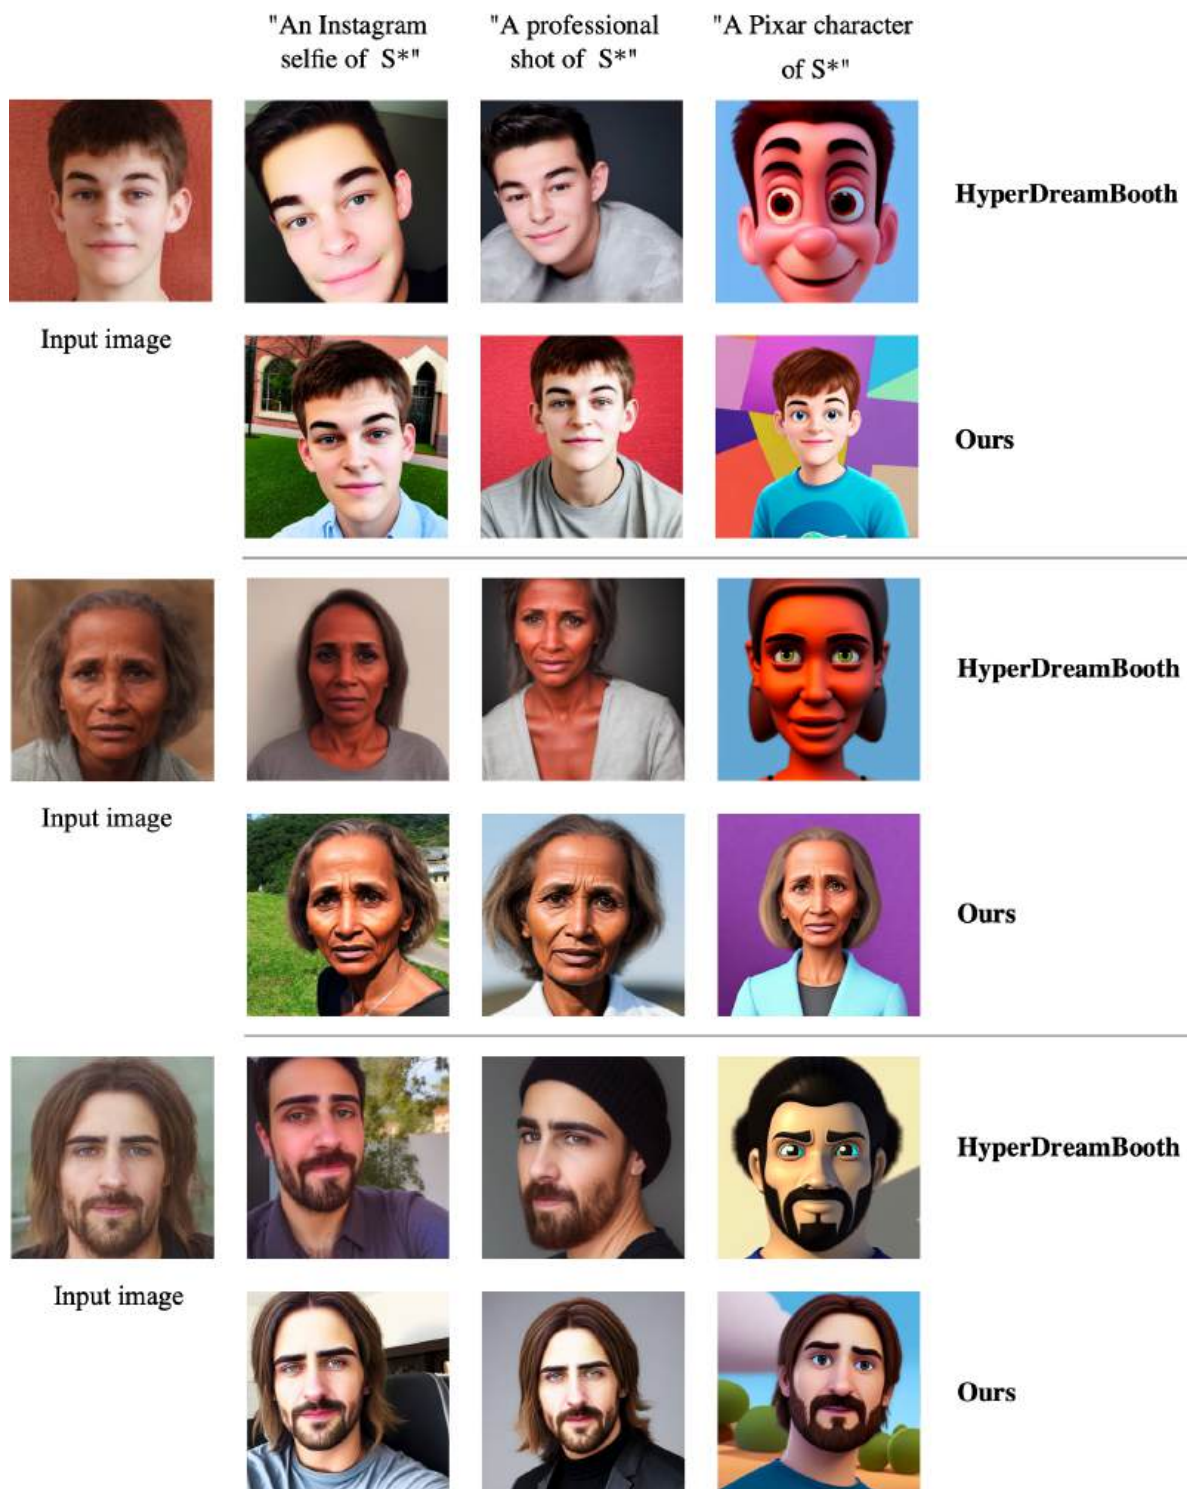 "An Instagram
selfie of S*"
"A professional
shot of S*"
"A Pixar character
of S*"
HyperDreamBooth
Input image
Ours
HyperDreamBooth
Input image
Ours
HyperDreamBooth
Input image
Ours